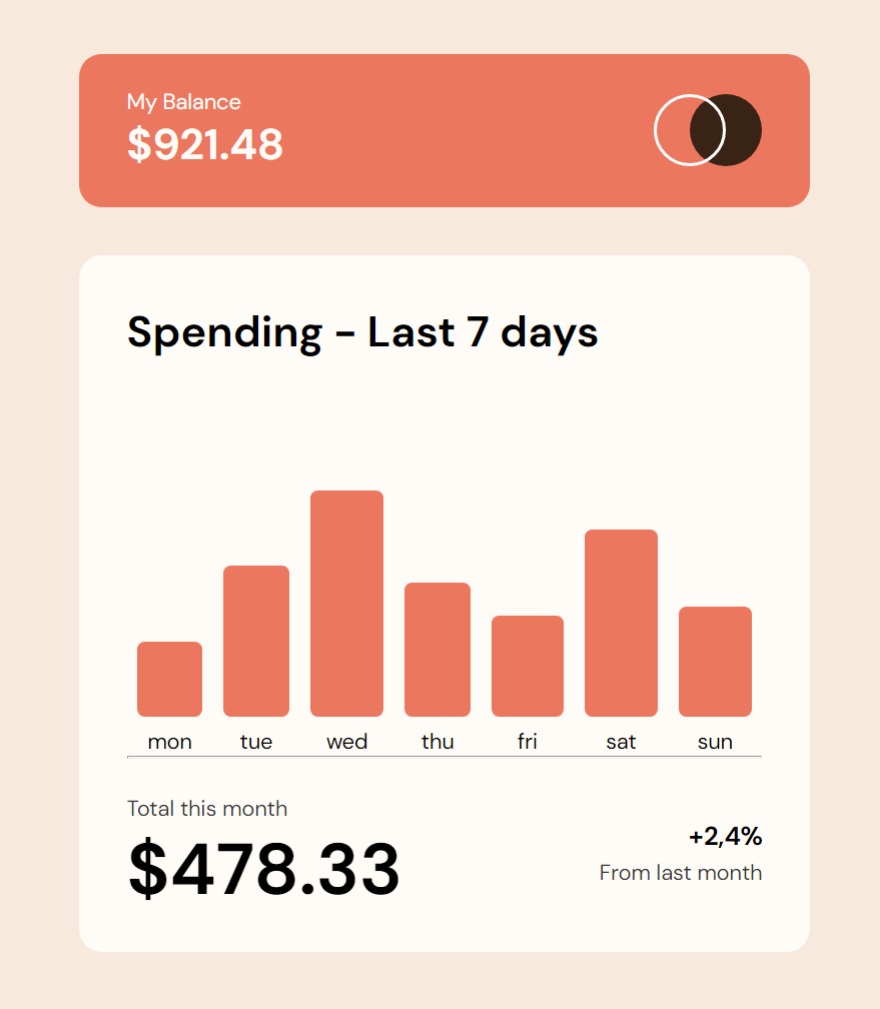 My Balance
$921.48
Spending - Last 7 days
mon tue wed thu fri sat sun
Total this month
$478.33
+2,4%
From last month